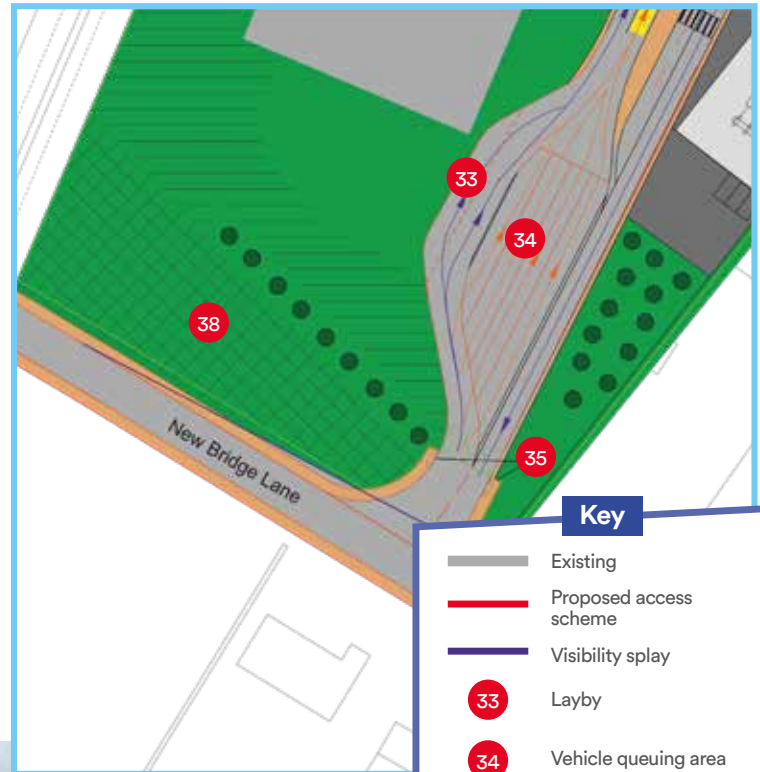 33
34
38
New Bridge Lane
35
Key
Existing
Proposed access
scheme
Visibility splay
33 Layby
34 Vehicle queuing area